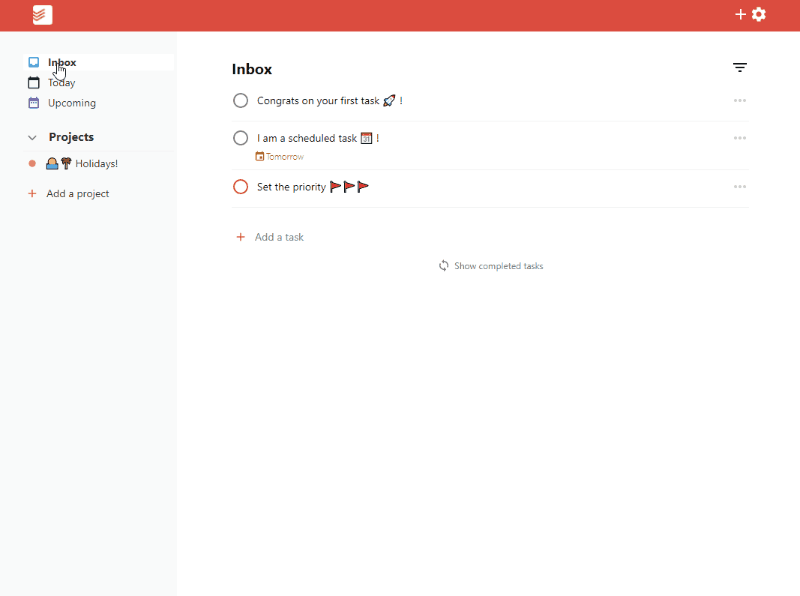 Inbox
Today
Upcoming
Projects
Holidays!
Add a project
Inbox
Congrats on your first task 🚀 !
I am a scheduled task 📅 !
Tomorrow
Set the priority 🚩🚩🚩
Add a task
Show completed tasks